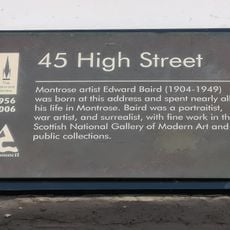 45 High Street
Montrose artist Edward Baird (1904-1949)
was born at this address and spent nearly all
his life in Montrose. Baird was a portraitist,
war artist, and surrealist, with fine work in the
Scottish National Gallery of Modern Art and
public collections.
956
006